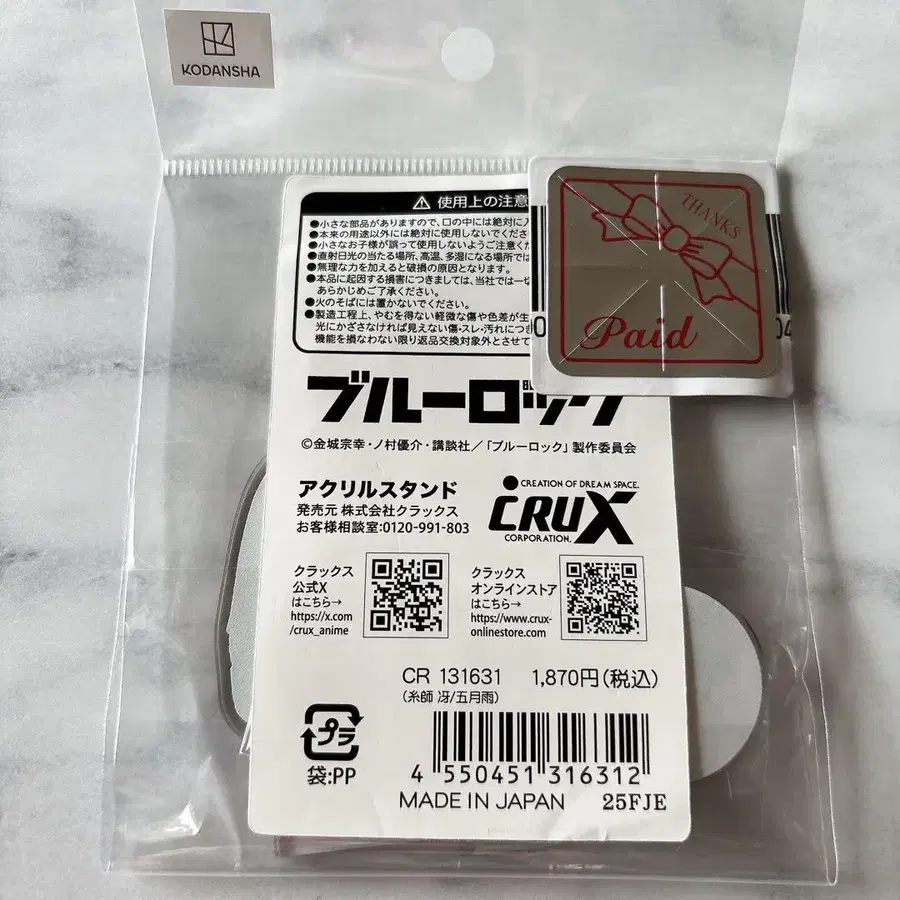 KODANSHA
使用上の注意
●小さな部品がありますので、口の中には絶対に
●本来の用途以外には絶対に使用しないでくださ
●小さなお子様が誤って使用しないようご注意くだ
●直射日光の当たる場所、高温、多湿になる場所では
●無理な力を加えると破損の原因となります。
●本品に起因する損害につきましては、当社では一切
あらかじめご了承ください。
●火のそばには置かないでください。
●製造工程上、やむを得ない軽微な傷や色差が生
光にかざさなければ見えない傷・スレ・汚れにつき
機能を損なわない限り返品交換対象外とさせて
THANKS
Paid
0
04
ブルーロック
©金城宗幸・ノ村優介・講談社/「ブルーロック」製作委員会
アクリルスタンド
発売元 株式会社クラックス
お客様相談室:0120-991-803
CREATION OF DREAM SPACE.
CRUX
CORPORATION.
クラックス
公式X
はこちら→
https://x.com
/crux_anime
クラックス
オンラインストア
はこちら→
https://www.crux-
onlinestore.com
CR 131631 1,870円(税込)
(糸師 冴/五月雨)
プラ
袋:PP
4 550451 316312
MADE IN JAPAN 25FJE